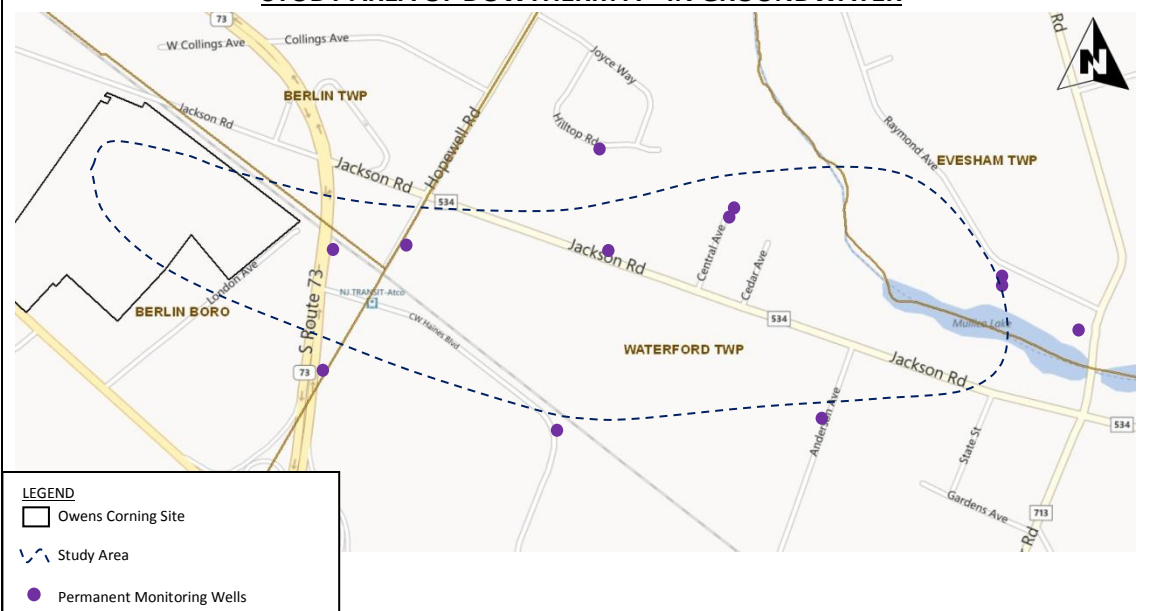 73
Rd
W Collings Ave
Collings Ave
Joyce Way
N
BERLIN TWP
Jackson Rd
Hilltop Rd
Raymond Ave
Hopewell Rd
EVESHAM TWP
Jackson Rd
534
Central Ave
Jackson Rd
Cedar Ave
London Ave
NJ TRANSIT-Atco
BERLIN BORO
S Route 73
CW Haines Blvd
534
Mullica Lake
WATERFORD TWP
Jackson Rd
73
Anderson Ave
534
State St
Gardens Ave
713
Rd
LEGEND
Owens Corning Site
Study Area
Permanent Monitoring Wells